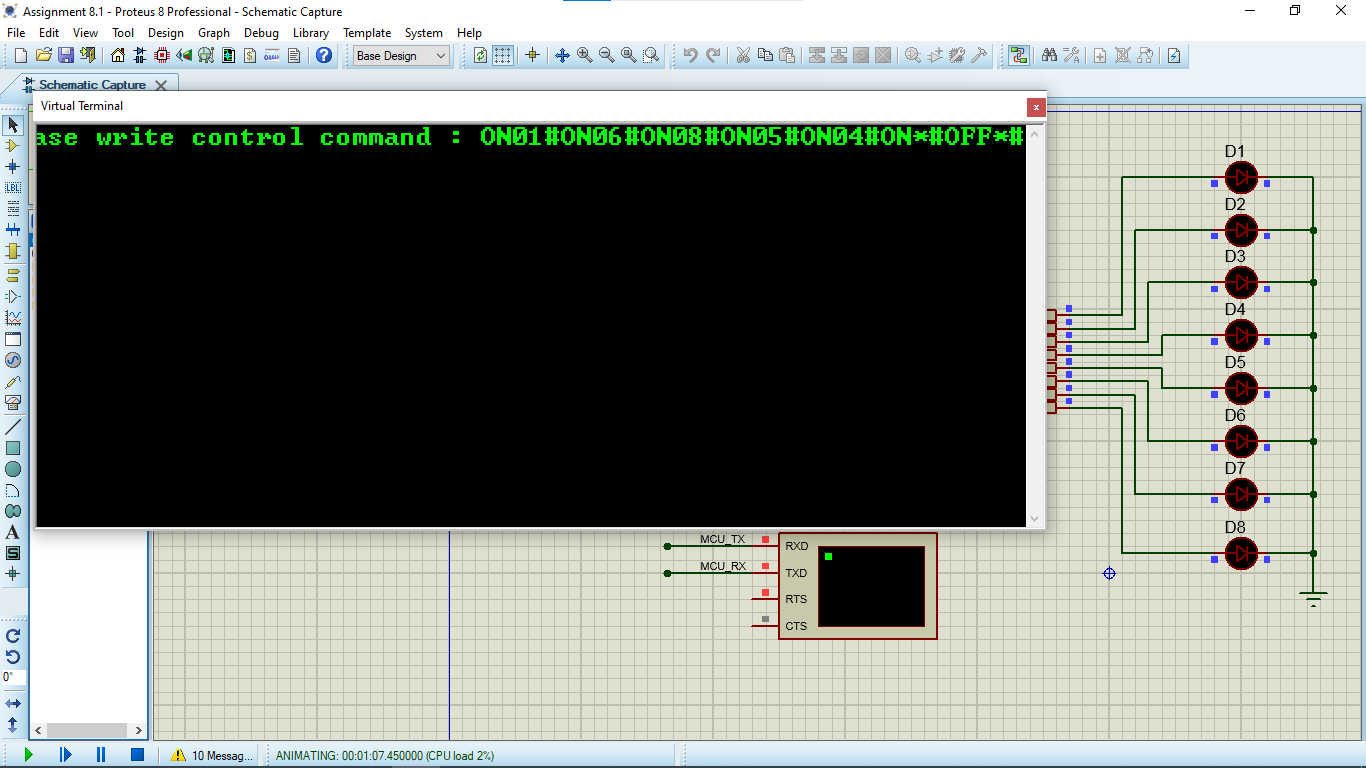 Assignment 8.1 - Proteus 8 Professional - Schematic Capture
File Edit View Tool Design Graph Debug Library Template System Help
Base Design
Schematic Capture
Virtual Terminal
ase write control command : ON01#ON06#ON08#ON05#ON04#ON*#OFF*#
D1
D2
D3
D4
D5
D6
D7
D8
LBL
A
S
0°
MCU_TX RXD
MCU_RX TXD
RTS
CTS
10 Messag...
ANIMATING: 00:01:07.450000 (CPU load 2%)